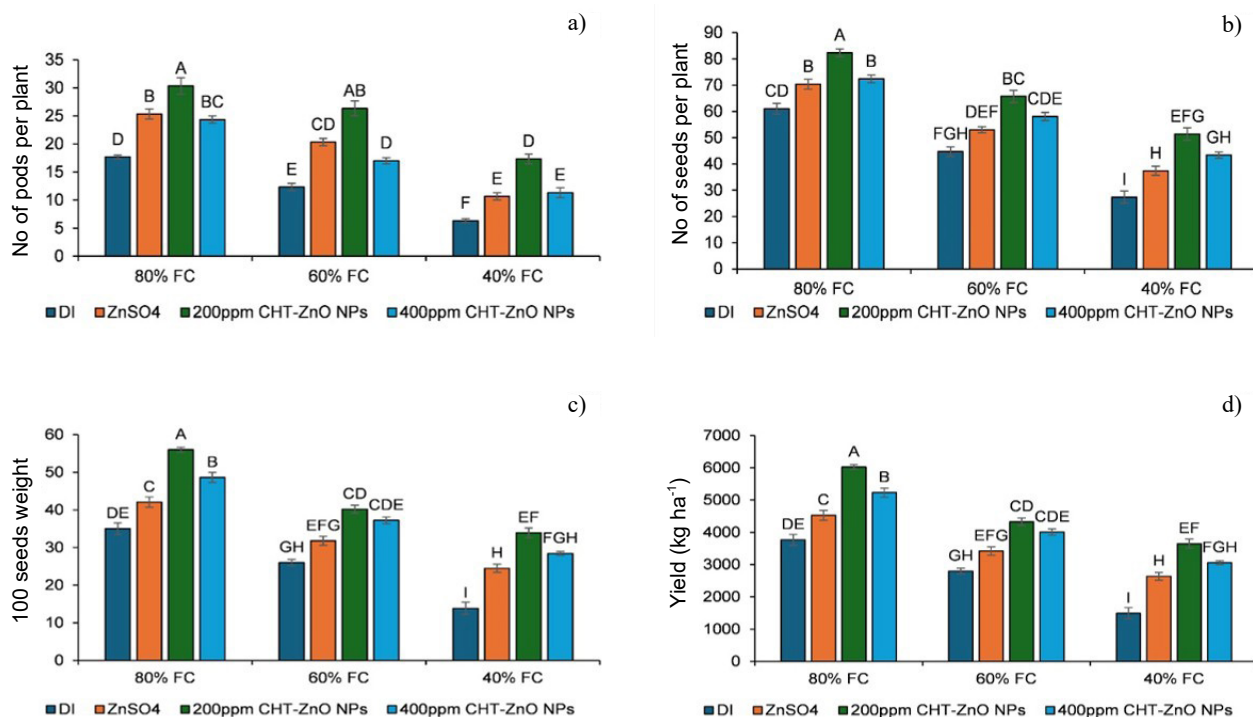 a)
No of pods per plant
35
30
25
20
15
10
5
0
D B A BC
E CD AB D
F E D E
80% FC 60% FC 40% FC
DI ZnSO4 200ppm CHT-ZnO NPs 400ppm CHT-ZnO NPs
b)
No of seeds per plant
90
80
70
60
50
40
30
20
10
0
CD B A B
FGH DEF BC CDE
I H EFG GH
80% FC 60% FC 40% FC
DI ZnSO4 200ppm CHT-ZnO NPs 400ppm CHT-ZnO NPs
c)
100 seeds weight
60
50
40
30
20
10
0
DE C A B
GH EFG CD CDE
I H EF FGH
80% FC 60% FC 40% FC
DI ZnSO4 200ppm CHT-ZnO NPs 400ppm CHT-ZnO NPs
d)
Yield (kg ha⁻¹)
7000
6000
5000
4000
3000
2000
1000
0
DE C A B
GH EFG CD CDE
I H EF FGH
80% FC 60% FC 40% FC
DI ZnSO4 200ppm CHT-ZnO NPs 400ppm CHT-ZnO NPs